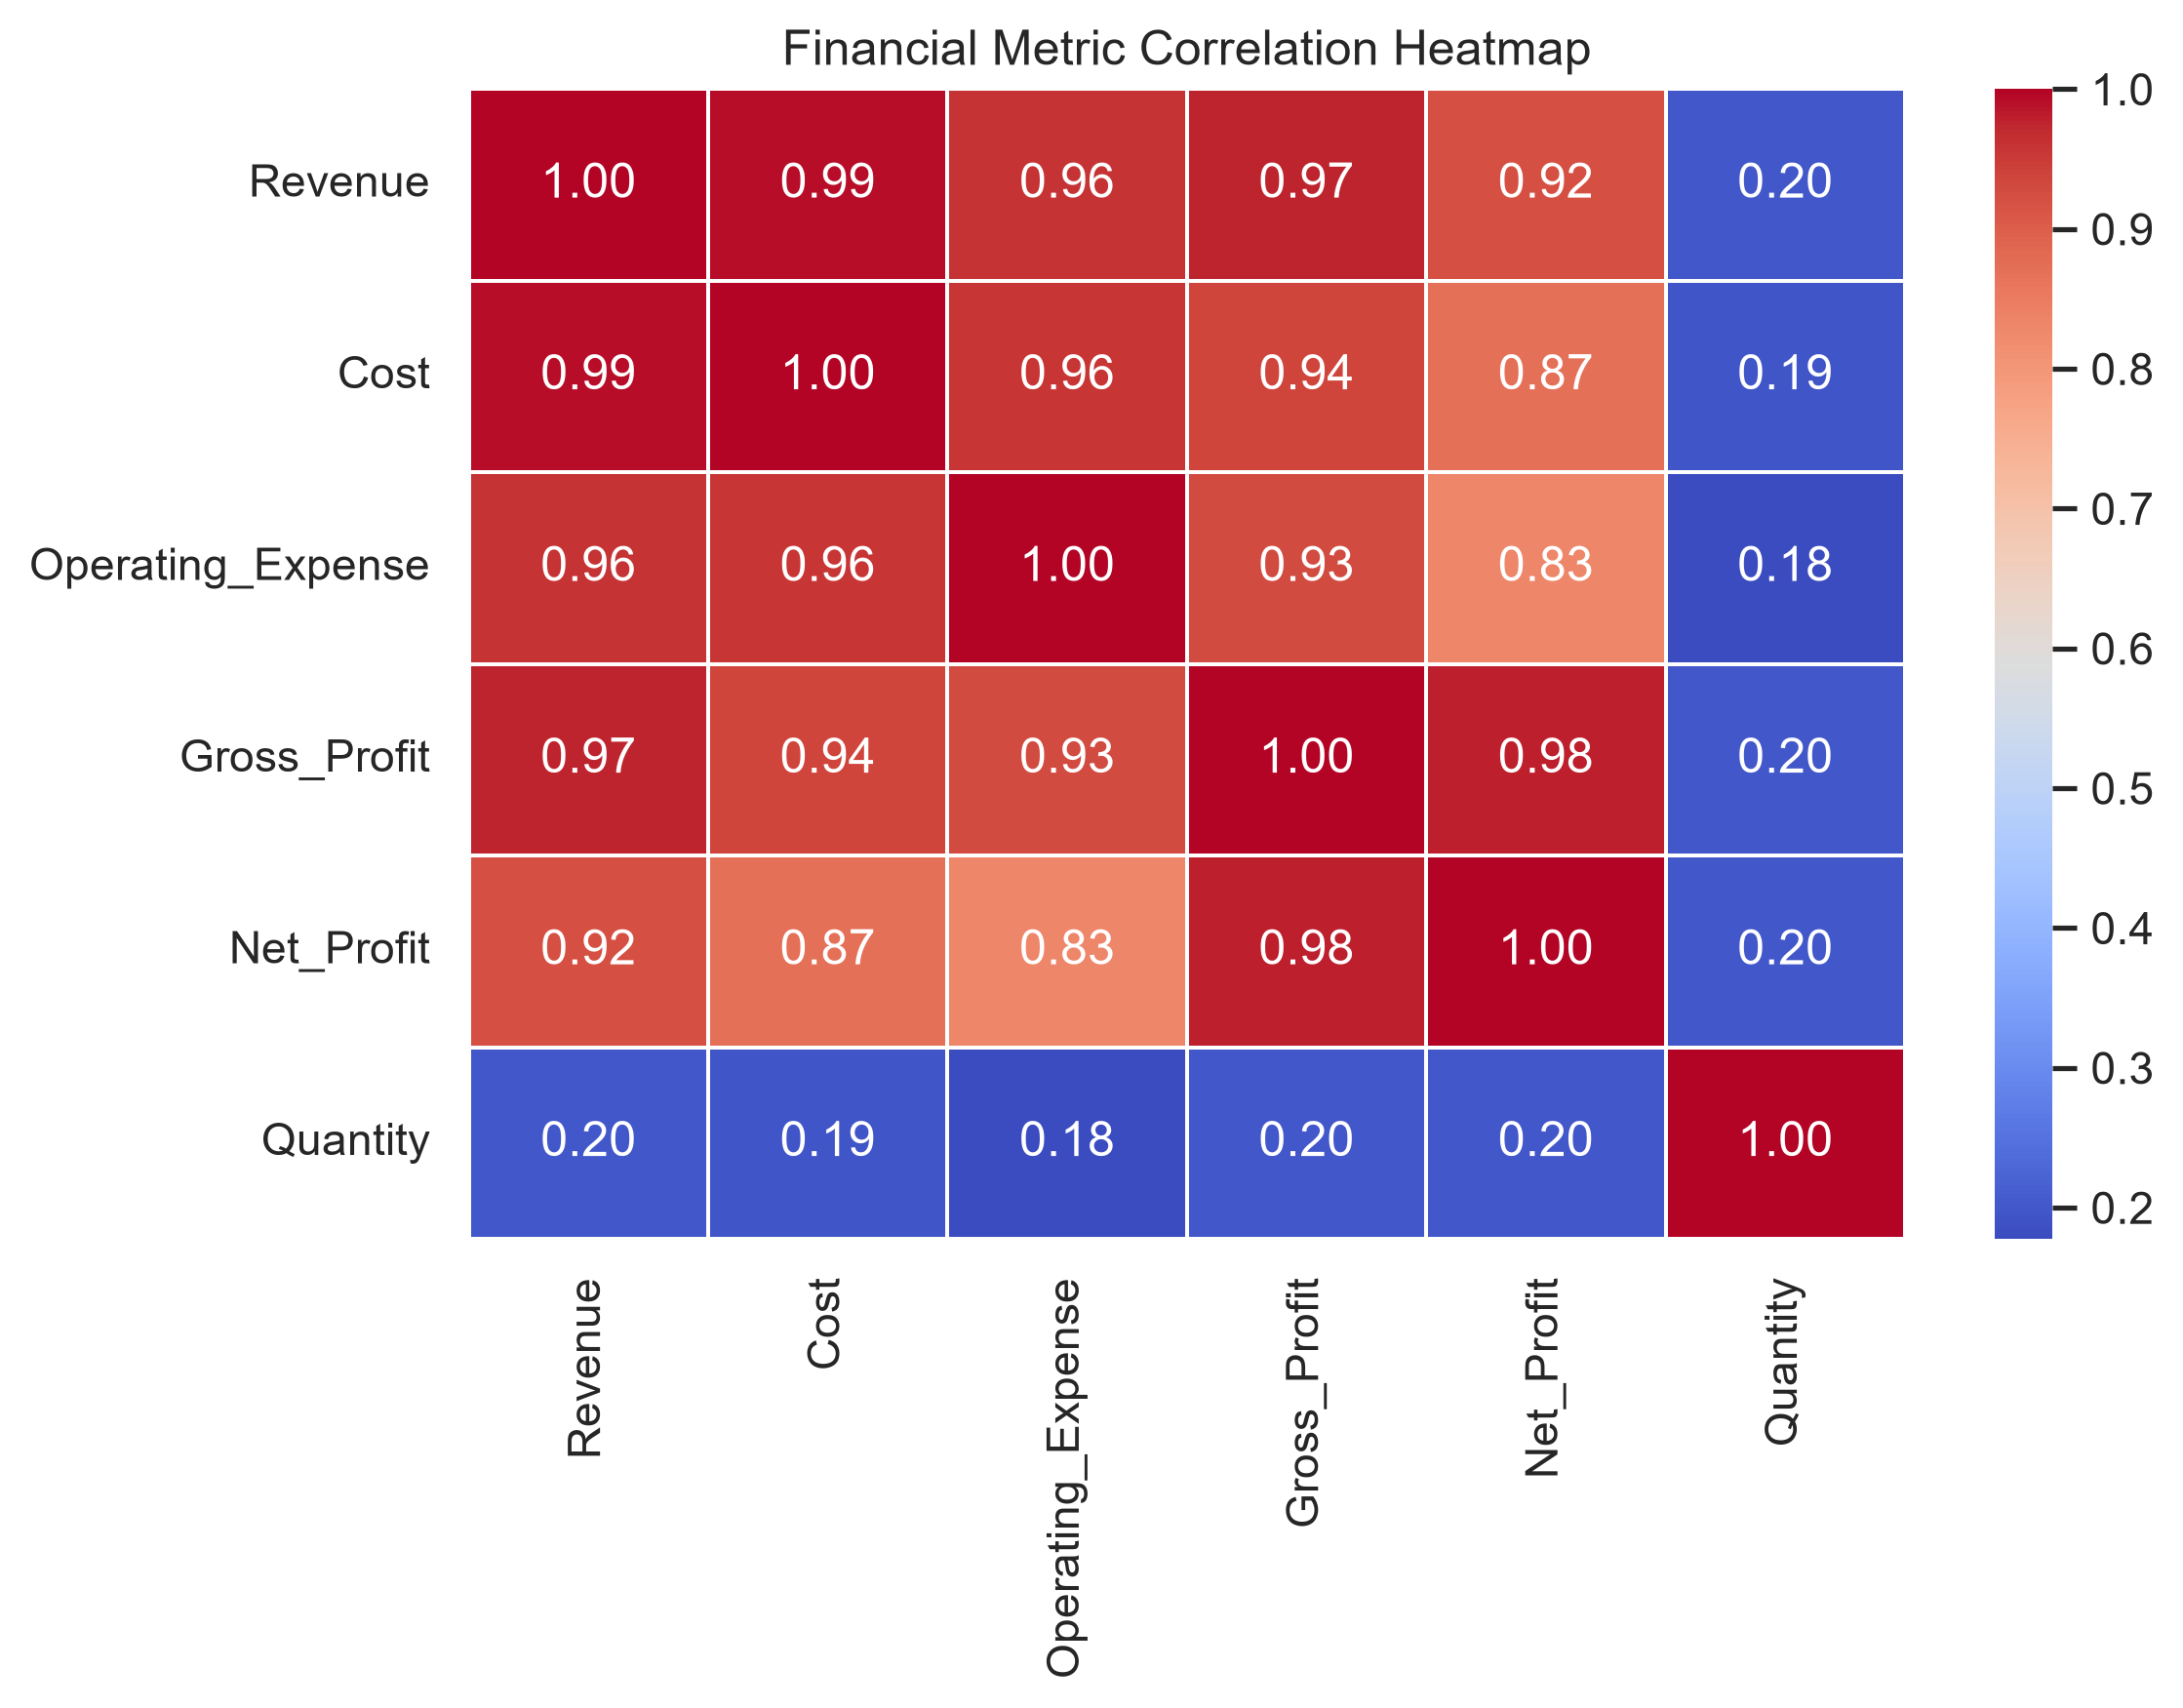 Financial Metric Correlation Heatmap
Revenue 1.00 0.99 0.96 0.97 0.92 0.20
Cost 0.99 1.00 0.96 0.94 0.87 0.19
Operating_Expense 0.96 0.96 1.00 0.93 0.83 0.18
Gross_Profit 0.97 0.94 0.93 1.00 0.98 0.20
Net_Profit 0.92 0.87 0.83 0.98 1.00 0.20
Quantity 0.20 0.19 0.18 0.20 0.20 1.00
Revenue
Cost
Operating_Expense
Gross_Profit
Net_Profit
Quantity
1.0
0.9
0.8
0.7
0.6
0.5
0.4
0.3
0.2